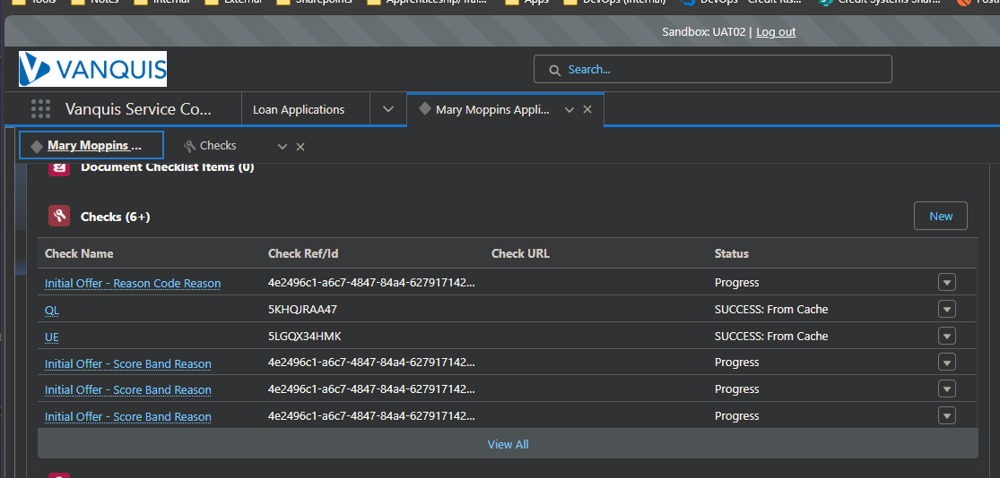 Tools Notes Internal External Sharepoints Apprenticeship/Trai... Apps DevOps (Internal) DevOps - Credit Ris... Credit Systems Shar...
Sandbox: UAT02 | Log out
VANQUIS
Search...
Vanquis Service Co... Loan Applications Mary Moppins Appli...
Mary Moppins ... Checks
Document Checklist Items (0)
Checks (6+) New
Check Name Check Ref/Id Check URL Status
Initial Offer - Reason Code Reason 4e2496c1-a6c7-4847-84a4-627917142... Progress
QL 5KHQJRAA47 SUCCESS: From Cache
UE 5LGQX34HMK SUCCESS: From Cache
Initial Offer - Score Band Reason 4e2496c1-a6c7-4847-84a4-627917142... Progress
Initial Offer - Score Band Reason 4e2496c1-a6c7-4847-84a4-627917142... Progress
Initial Offer - Score Band Reason 4e2496c1-a6c7-4847-84a4-627917142... Progress
View All